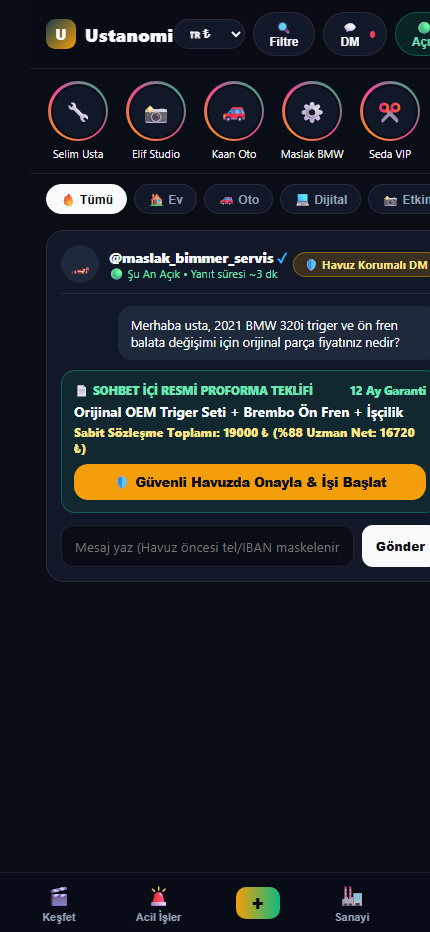 U Ustanomi TR ₺ Filtre DM Açı
Selim Usta Elif Studio Kaan Oto Maslak BMW Seda VIP
Tümü Ev Oto Dijital Etkin
@maslak_bimmer_servis
Şu An Açık • Yanıt süresi ~3 dk
Havuz Korumalı DM
Merhaba usta, 2021 BMW 320i triger ve ön fren
balata değişimi için orijinal parça fiyatınız nedir?
SOHBET İÇİ RESMİ PROFORMA TEKLİFİ 12 Ay Garanti
Orijinal OEM Triger Seti + Brembo Ön Fren + İşçilik
Sabit Sözleşme Toplamı: 19000 ₺ (%88 Uzman Net: 16720
₺)
Güvenli Havuzda Onayla & İşi Başlat
Mesaj yaz (Havuz öncesi tel/IBAN maskelenir
Gönder
+
Keşfet Acil İşler Sanayi